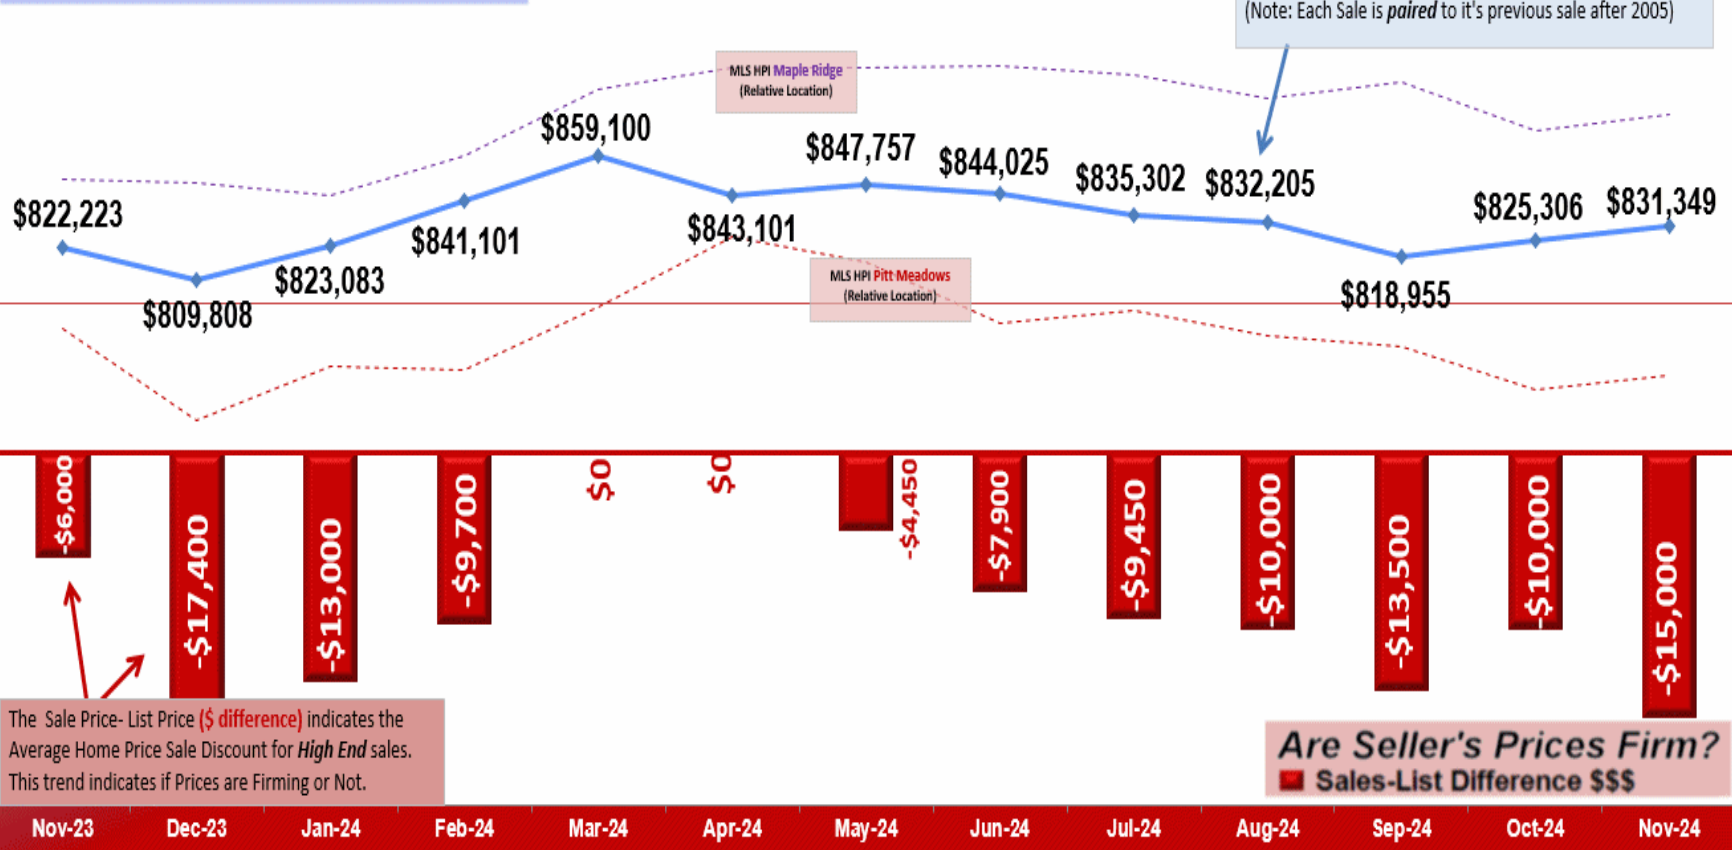 (Note: Each Sale is paired to it's previous sale after 2005)
MLS HPI Maple Ridge
(Relative Location)
$822,223
$809,808
$823,083
$841,101
$859,100
$843,101
$847,757
$844,025
$835,302
$832,205
$818,955
$825,306
$831,349
MLS HPI Pitt Meadows
(Relative Location)
-$6,000
-$17,400
-$13,000
-$9,700
$0
$0
-$4,450
-$7,900
-$9,450
-$10,000
-$13,500
-$10,000
-$15,000
The Sale Price- List Price ($ difference) indicates the
Average Home Price Sale Discount for High End sales.
This trend indicates if Prices are Firming or Not.
Are Seller's Prices Firm?
Sales-List Difference $$$
Nov-23 Dec-23 Jan-24 Feb-24 Mar-24 Apr-24 May-24 Jun-24 Jul-24 Aug-24 Sep-24 Oct-24 Nov-24